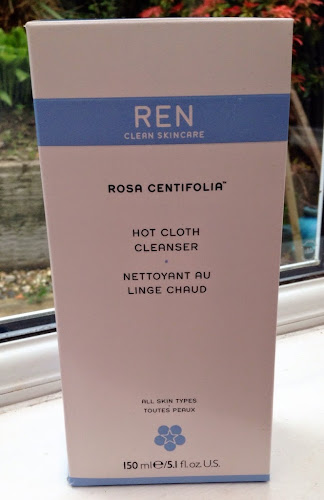 REN
CLEAN SKINCARE
ROSA CENTIFOLIA™
HOT CLOTH
CLEANSER
•
NETTOYANT AU
LINGE CHAUD
ALL SKIN TYPES
TOUTES PEAUX
150 ml ℮/5.1 fl.oz.U.S.